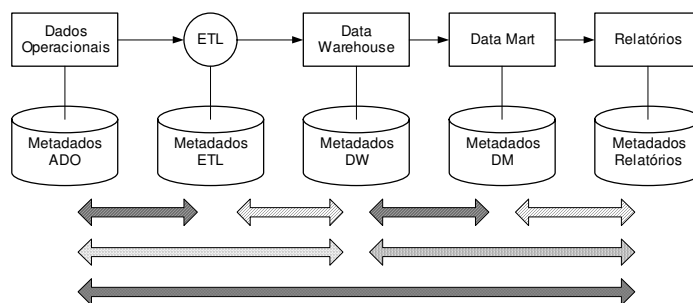 Dados
Operacionais
ETL
Data
Warehouse
Data Mart
Relatórios
Metadados
ADO
Metadados
ETL
Metadados
DW
Metadados
DM
Metadados
Relatórios